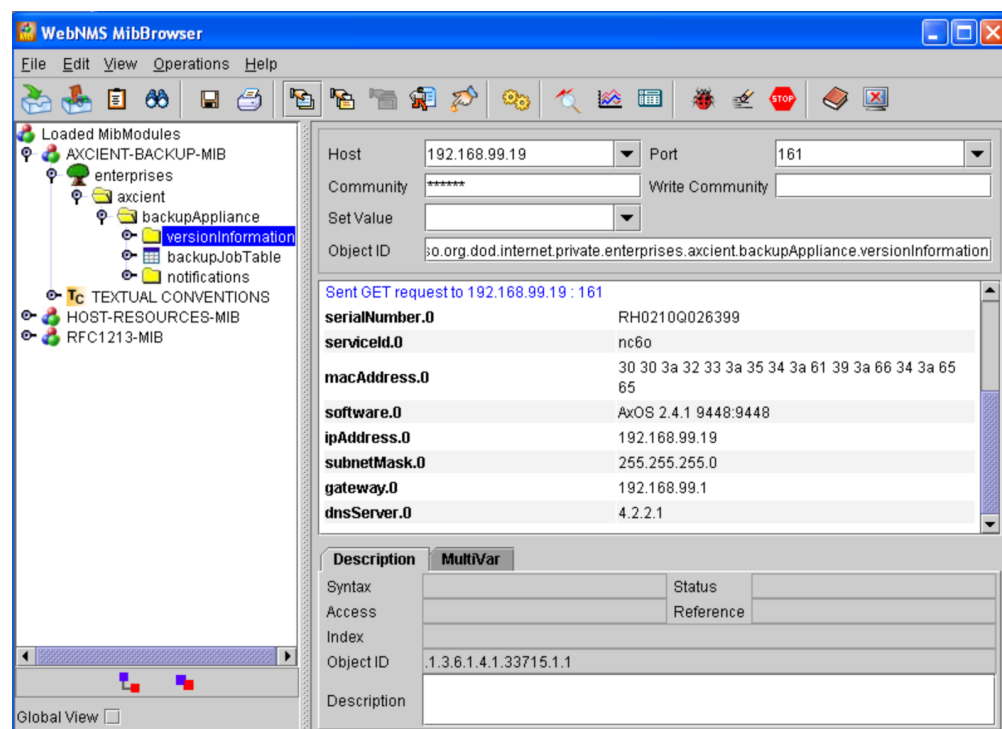 WebNMS MibBrowser
File Edit View Operations Help
STOP
Loaded MibModules
AXCIENT-BACKUP-MIB
enterprises
axcient
backupAppliance
versionInformation
backupJobTable
notifications
Tc TEXTUAL CONVENTIONS
HOST-RESOURCES-MIB
RFC1213-MIB
Global View
Host 192.168.99.19 Port 161
Community ****** Write Community
Set Value
Object ID so.org.dod.internet.private.enterprises.axcient.backupAppliance.versionInformation
Sent GET request to 192.168.99.19 : 161
serialNumber.0 RH0210Q026399
serviceId.0 nc6o
macAddress.0 30 30 3a 32 33 3a 35 34 3a 61 39 3a 66 34 3a 65
65
software.0 AxOS 2.4.1 9448:9448
ipAddress.0 192.168.99.19
subnetMask.0 255.255.255.0
gateway.0 192.168.99.1
dnsServer.0 4.2.2.1
Description MultiVar
Syntax Status
Access Reference
Index
Object ID .1.3.6.1.4.1.33715.1.1
Description